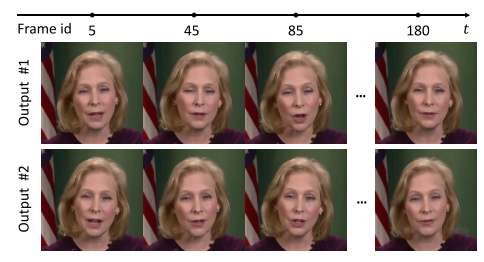 Frame id 5 45 85 180 t
Output #1
...
Output #2
...